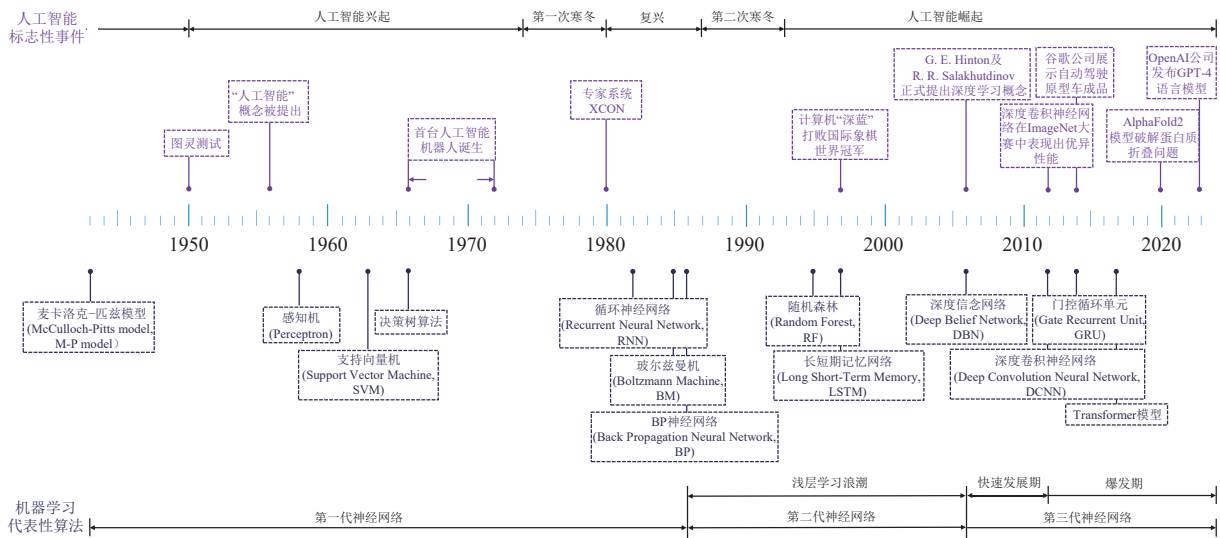 人工智能
标志性事件
人工智能兴起
第一次寒冬
复兴
第二次寒冬
人工智能崛起
图灵测试
“人工智能”
概念被提出
首台人工智能
机器人诞生
专家系统
XCON
计算机“深蓝”
打败国际象棋
世界冠军
G. E. Hinton及
R. R. Salakhutdinov
正式提出深度学习概念
谷歌公司展
示自动驾驶
原型车成品
深度卷积神经网
络在ImageNet大
赛中表现出优异
性能
OpenAI公司
发布GPT-4
语言模型
AlphaFold2
模型破解蛋白质
折叠问题
1950
1960
1970
1980
1990
2000
2010
2020
麦卡洛克−匹兹模型
(McCulloch-Pitts model,
M-P model）
感知机
(Perceptron)
支持向量机
(Support Vector Machine,
SVM)
决策树算法
循环神经网络
(Recurrent Neural Network,
RNN)
玻尔兹曼机
(Boltzmann Machine,
BM)
BP神经网络
(Back Propagation Neural Network,
BP)
随机森林
(Random Forest,
RF)
长短期记忆网络
(Long Short-Term Memory,
LSTM)
深度信念网络
(Deep Belief Network,
DBN)
门控循环单元
(Gate Recurrent Unit,
GRU)
深度卷积神经网络
(Deep Convolution Neural Network,
DCNN)
Transformer模型
机器学习
代表性算法
浅层学习浪潮
快速发展期
爆发期
第一代神经网络
第二代神经网络
第三代神经网络